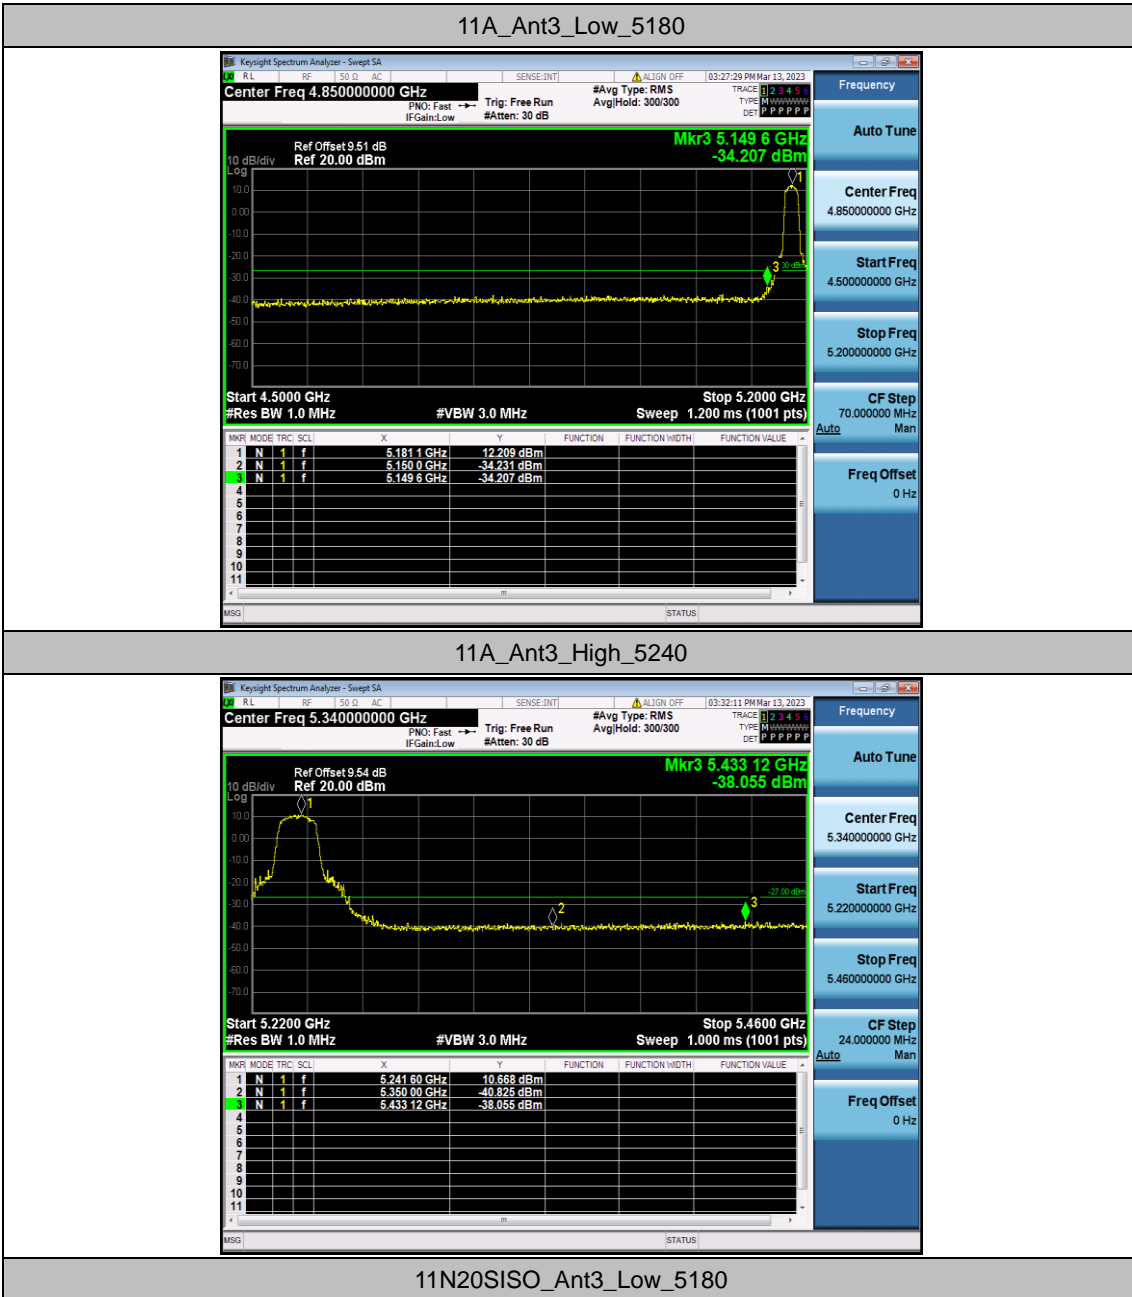 11A_Ant3_Low_5180
Keysight Spectrum Analyzer - Swept SA
RL RF 50 Ω AC SENSE:INT ALIGN OFF 03:27:29 PM Mar 13, 2023
Center Freq 4.850000000 GHz
PNO: Fast
IFGain:Low
Trig: Free Run
#Atten: 30 dB
#Avg Type: RMS
Avg|Hold: 300/300
TRACE 1 2 3 4 5 6
TYPE M WWWWW
DET P P P P P P
Mkr3 5.149 6 GHz
-34.207 dBm
Ref Offset 9.51 dB
10 dB/div Ref 20.00 dBm
Log
10.0
0.00
-10.0
-20.0
-30.0
-40.0
-50.0
-60.0
-70.0
1
3
Start 4.5000 GHz Stop 5.2000 GHz
#Res BW 1.0 MHz #VBW 3.0 MHz Sweep 1.200 ms (1001 pts)
MKR MODE TRC SCL X Y FUNCTION FUNCTION WIDTH FUNCTION VALUE
1 N 1 f 5.181 1 GHz 12.209 dBm
2 N 1 f 5.150 0 GHz -34.231 dBm
3 N 1 f 5.149 6 GHz -34.207 dBm
4
5
6
7
8
9
10
11
MSG STATUS
Frequency
Auto Tune
Center Freq
4.850000000 GHz
Start Freq
4.500000000 GHz
Stop Freq
5.200000000 GHz
CF Step
70.000000 MHz
Auto Man
Freq Offset
0 Hz
11A_Ant3_High_5240
Keysight Spectrum Analyzer - Swept SA
RL RF 50 Ω AC SENSE:INT ALIGN OFF 03:32:11 PM Mar 13, 2023
Center Freq 5.340000000 GHz
PNO: Fast
IFGain:Low
Trig: Free Run
#Atten: 30 dB
#Avg Type: RMS
Avg|Hold: 300/300
TRACE 1 2 3 4 5 6
TYPE M WWWWW
DET P P P P P P
Mkr3 5.433 12 GHz
-38.055 dBm
Ref Offset 9.54 dB
10 dB/div Ref 20.00 dBm
Log
10.0
0.00
-10.0
-20.0
-30.0
-40.0
-50.0
-60.0
-70.0
1
-27.00 dBm
2
3
Start 5.2200 GHz Stop 5.4600 GHz
#Res BW 1.0 MHz #VBW 3.0 MHz Sweep 1.000 ms (1001 pts)
MKR MODE TRC SCL X Y FUNCTION FUNCTION WIDTH FUNCTION VALUE
1 N 1 f 5.241 60 GHz 10.668 dBm
2 N 1 f 5.350 00 GHz -40.825 dBm
3 N 1 f 5.433 12 GHz -38.055 dBm
4
5
6
7
8
9
10
11
MSG STATUS
Frequency
Auto Tune
Center Freq
5.340000000 GHz
Start Freq
5.220000000 GHz
Stop Freq
5.460000000 GHz
CF Step
24.000000 MHz
Auto Man
Freq Offset
0 Hz
11N20SISO_Ant3_Low_5180